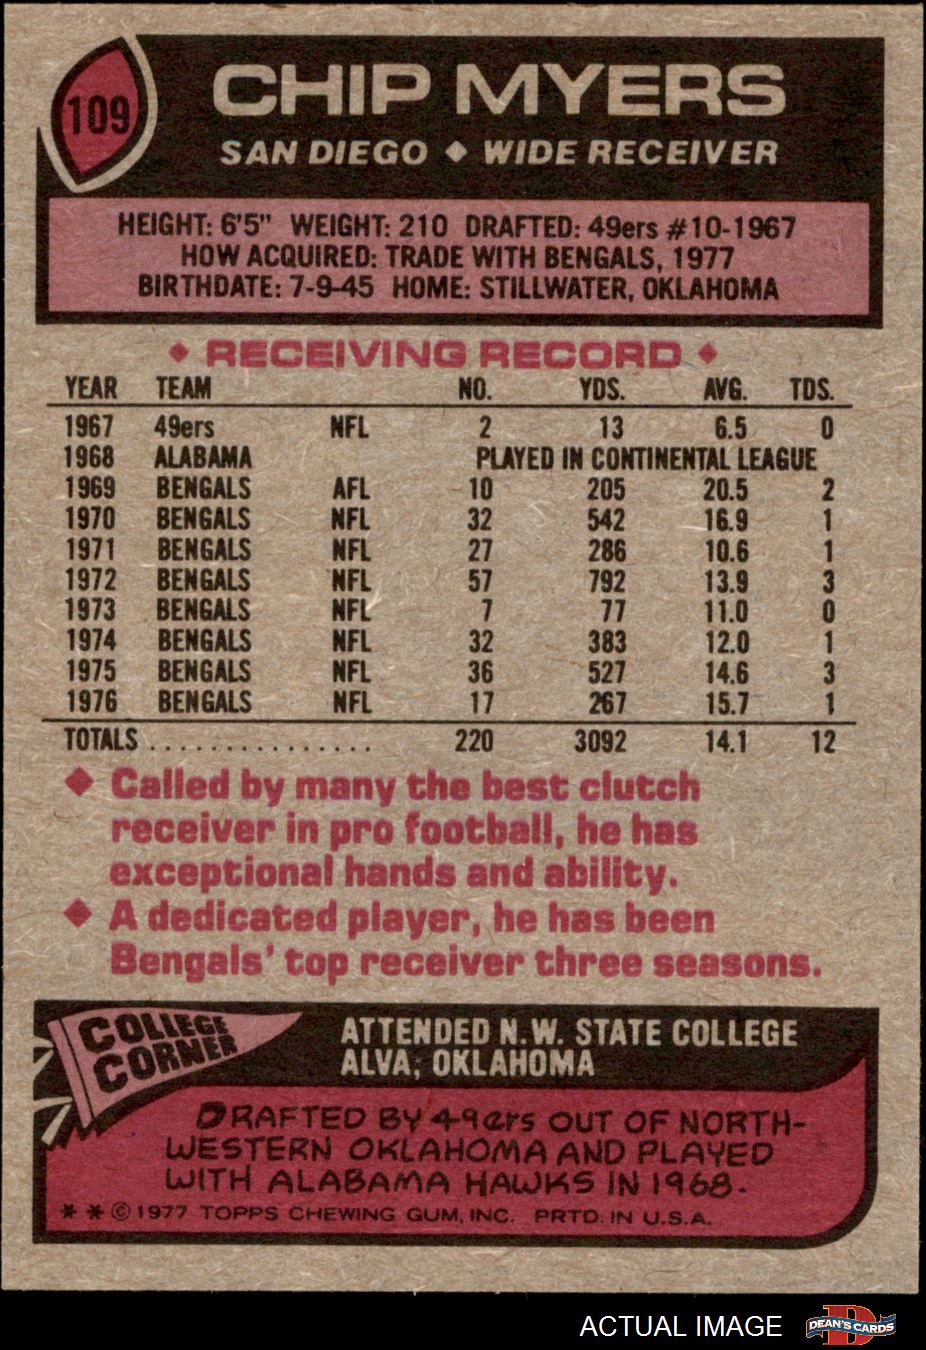 109
CHIP MYERS
SAN DIEGO ◆ WIDE RECEIVER
HEIGHT: 6'5" WEIGHT: 210 DRAFTED: 49ers #10-1967
HOW ACQUIRED: TRADE WITH BENGALS, 1977
BIRTHDATE: 7-9-45 HOME: STILLWATER, OKLAHOMA
◆ RECEIVING RECORD ◆
YEAR TEAM NO. YDS. AVG. TDS.
1967 49ers NFL 2 13 6.5 0
1968 ALABAMA PLAYED IN CONTINENTAL LEAGUE
1969 BENGALS AFL 10 205 20.5 2
1970 BENGALS NFL 32 542 16.9 1
1971 BENGALS NFL 27 286 10.6 1
1972 BENGALS NFL 57 792 13.9 3
1973 BENGALS NFL 7 77 11.0 0
1974 BENGALS NFL 32 383 12.0 1
1975 BENGALS NFL 36 527 14.6 3
1976 BENGALS NFL 17 267 15.7 1
TOTALS ............... 220 3092 14.1 12
◆ Called by many the best clutch
receiver in pro football, he has
exceptional hands and ability.
◆ A dedicated player, he has been
Bengals' top receiver three seasons.
COLLEGE
CORNER
ATTENDED N.W. STATE COLLEGE
ALVA; OKLAHOMA
DRAFTED BY 49ers OUT OF NORTH-
WESTERN OKLAHOMA AND PLAYED
WITH ALABAMA HAWKS IN 1968.
* * © 1977 TOPPS CHEWING GUM, INC. PRTD. IN U.S.A.
ACTUAL IMAGE
D
DEAN'S CARDS